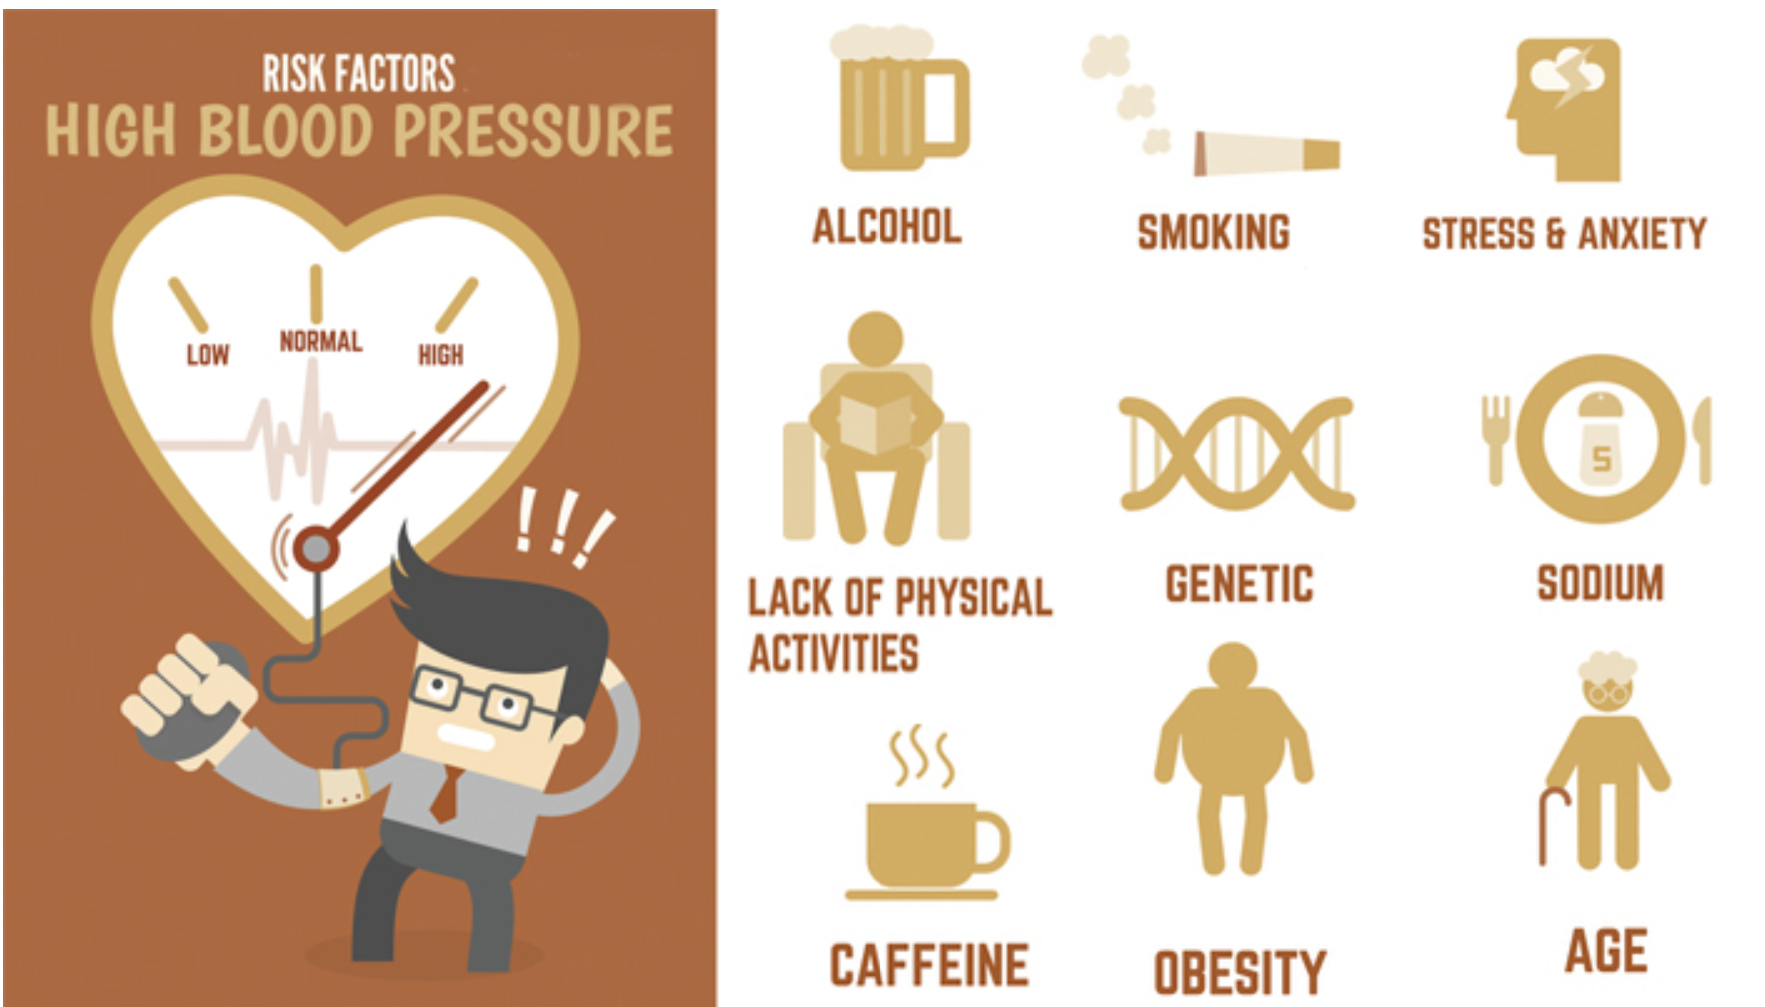 RISK FACTORS
HIGH BLOOD PRESSURE
LOW
NORMAL
HIGH
!!!
ALCOHOL
SMOKING
STRESS & ANXIETY
LACK OF PHYSICAL
ACTIVITIES
GENETIC
S
SODIUM
CAFFEINE
OBESITY
AGE